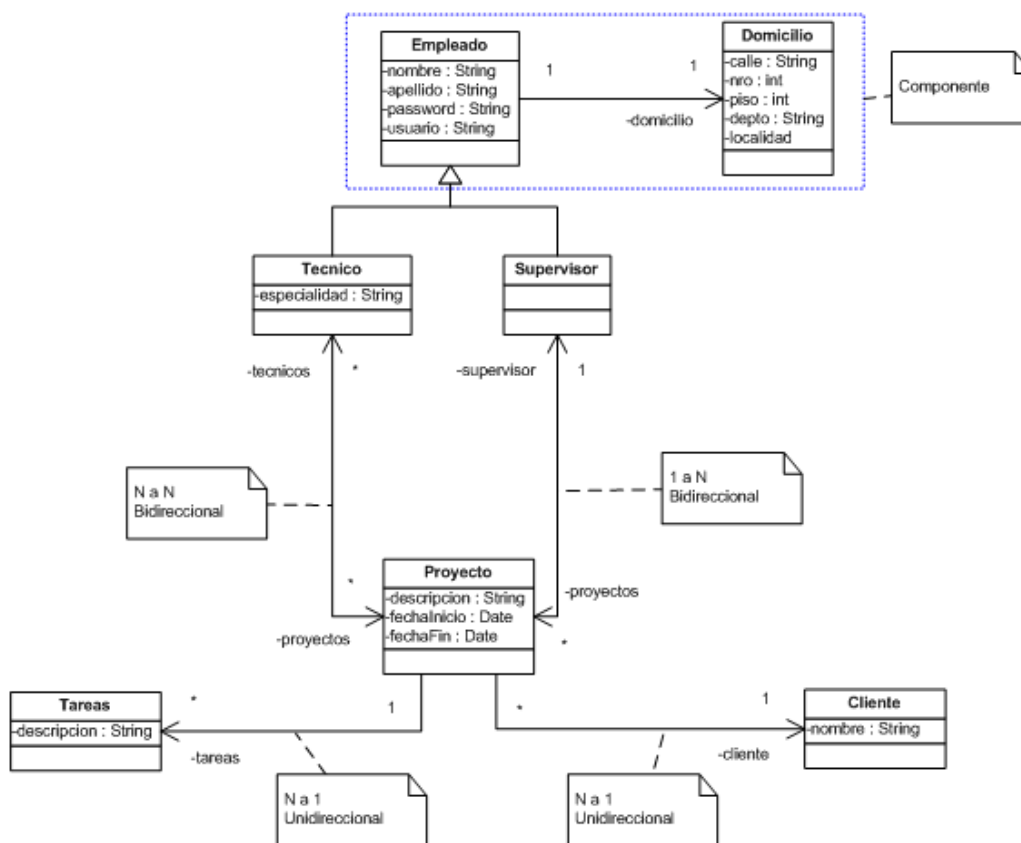 Empleado
-nombre : String
-apellido : String
-password : String
-usuario : String
1
1
-domicilio
Domicilio
-calle : String
-nro : int
-piso : int
-depto : String
-localidad
Componente
Tecnico
-especialidad : String
Supervisor
-tecnicos
*
-supervisor
1
N a N
Bidireccional
1 a N
Bidireccional
Proyecto
-descripcion : String
-fechaInicio : Date
-fechaFin : Date
*
-proyectos
-proyectos
*
Tareas
-descripcion : String
*
1
-tareas
*
1
-cliente
Cliente
-nombre : String
N a 1
Unidireccional
N a 1
Unidireccional